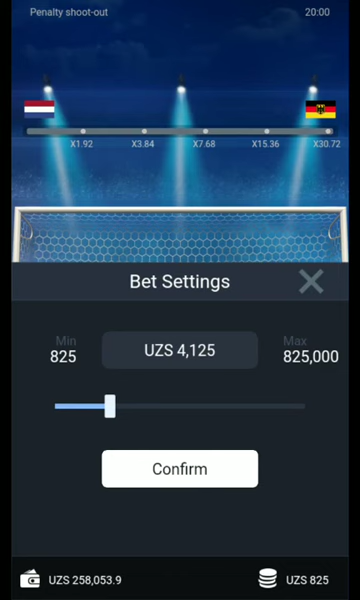 Penalty shoot-out 20:00
X1.92 X3.84 X7.68 X15.36 X30.72
Bet Settings
Min Max
825 UZS 4,125 825,000
Confirm
UZS 258,053.9 UZS 825